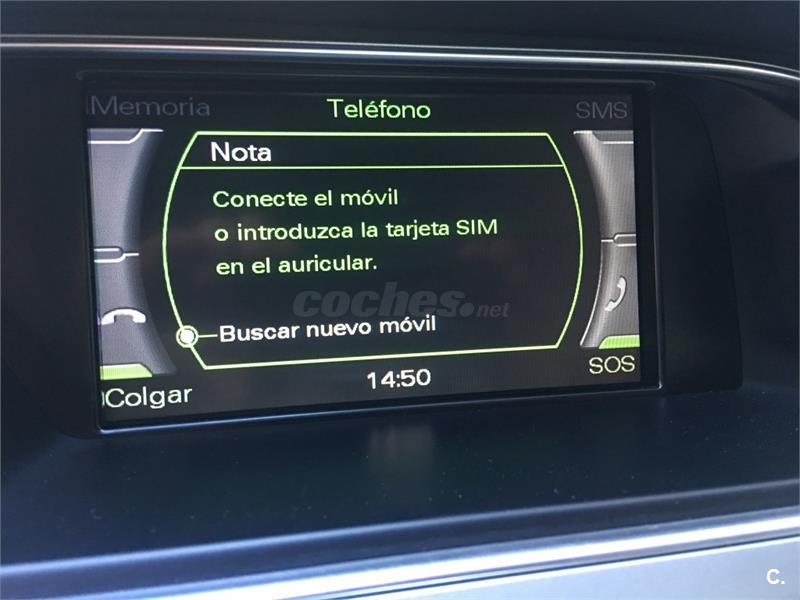 Memoria
Teléfono
SMS
Nota
Conecte el móvil
o introduzca la tarjeta SIM
en el auricular.
coches.net
Buscar nuevo móvil
14:50
SOS
Colgar
C.